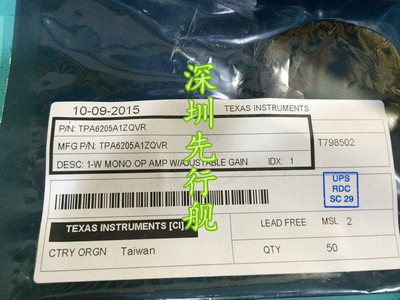 10-09-2015 TEXAS INSTRUMENTS
P/N: TPA6205A1ZQVR
MFG P/N: TPA6205A1ZQVR
T798502
DESC: 1-W MONO OP AMP W/AJUSTABLE GAIN IDX: 1
UPS
RDC
SC 29
TEXAS INSTRUMENTS [CI]
LEAD FREE MSL 2
CTRY ORGN Taiwan
QTY 50
深圳先行舰